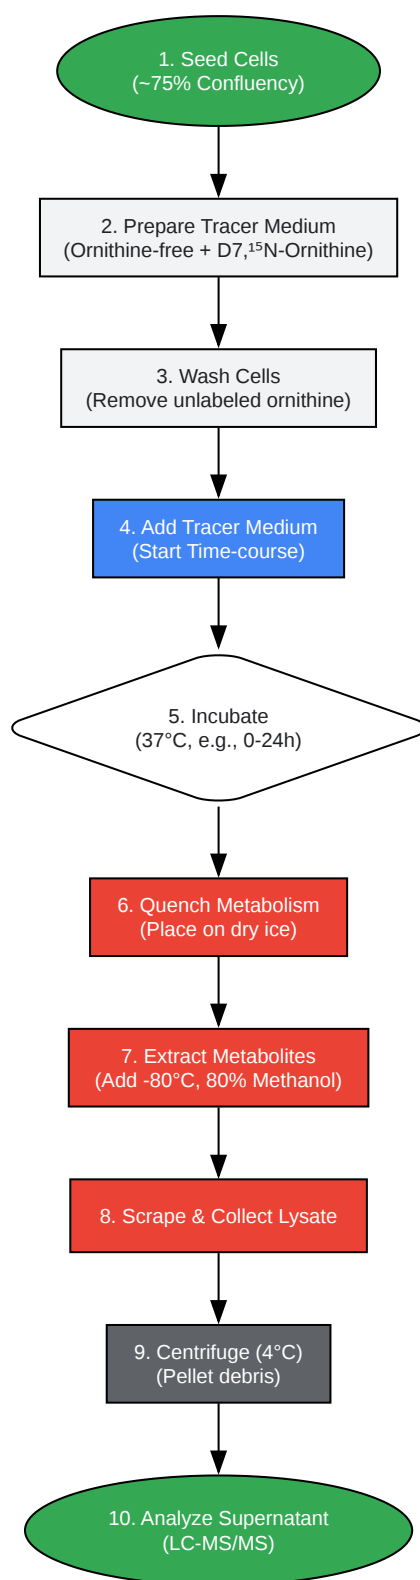 1. Seed Cells
(~75% Confluency)
2. Prepare Tracer Medium
(Ornithine-free + D7,¹⁵N-Ornithine)
3. Wash Cells
(Remove unlabeled ornithine)
4. Add Tracer Medium
(Start Time-course)
5. Incubate
(37°C, e.g., 0-24h)
6. Quench Metabolism
(Place on dry ice)
7. Extract Metabolites
(Add -80°C, 80% Methanol)
8. Scrape & Collect Lysate
9. Centrifuge (4°C)
(Pellet debris)
10. Analyze Supernatant
(LC-MS/MS)